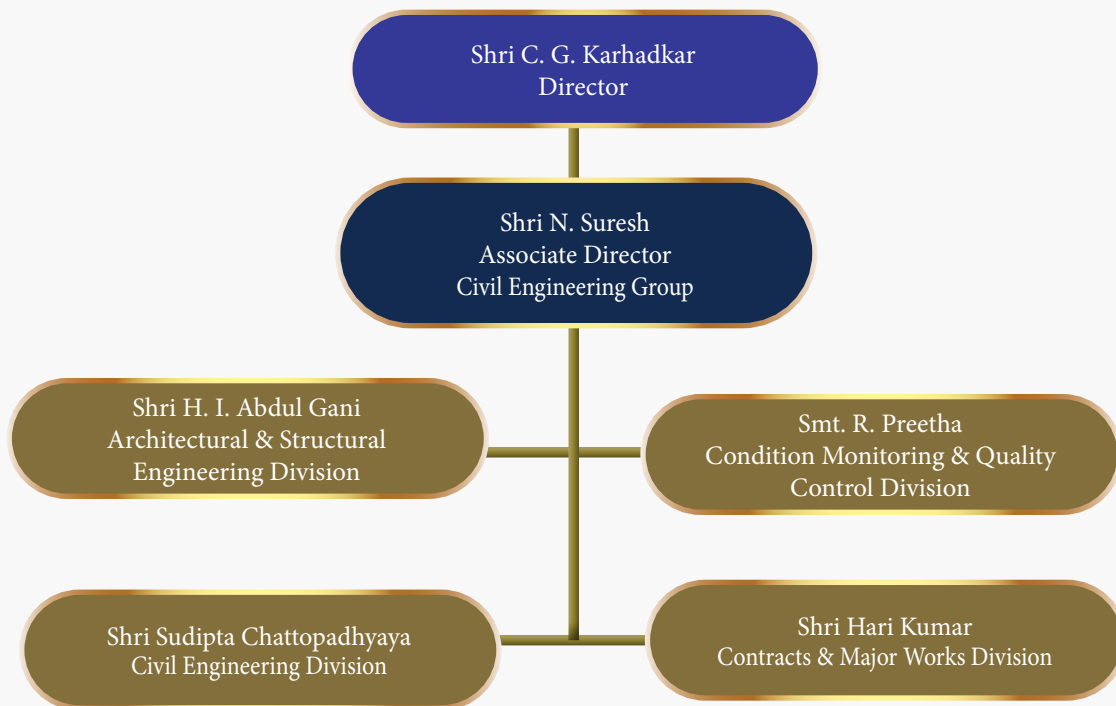 Shri C. G. Karhadkar
Director
Shri N. Suresh
Associate Director
Civil Engineering Group
Shri H. I. Abdul Gani
Architectural & Structural
Engineering Division
Smt. R. Preetha
Condition Monitoring & Quality
Control Division
Shri Sudipta Chattopadhyaya
Civil Engineering Division
Shri Hari Kumar
Contracts & Major Works Division